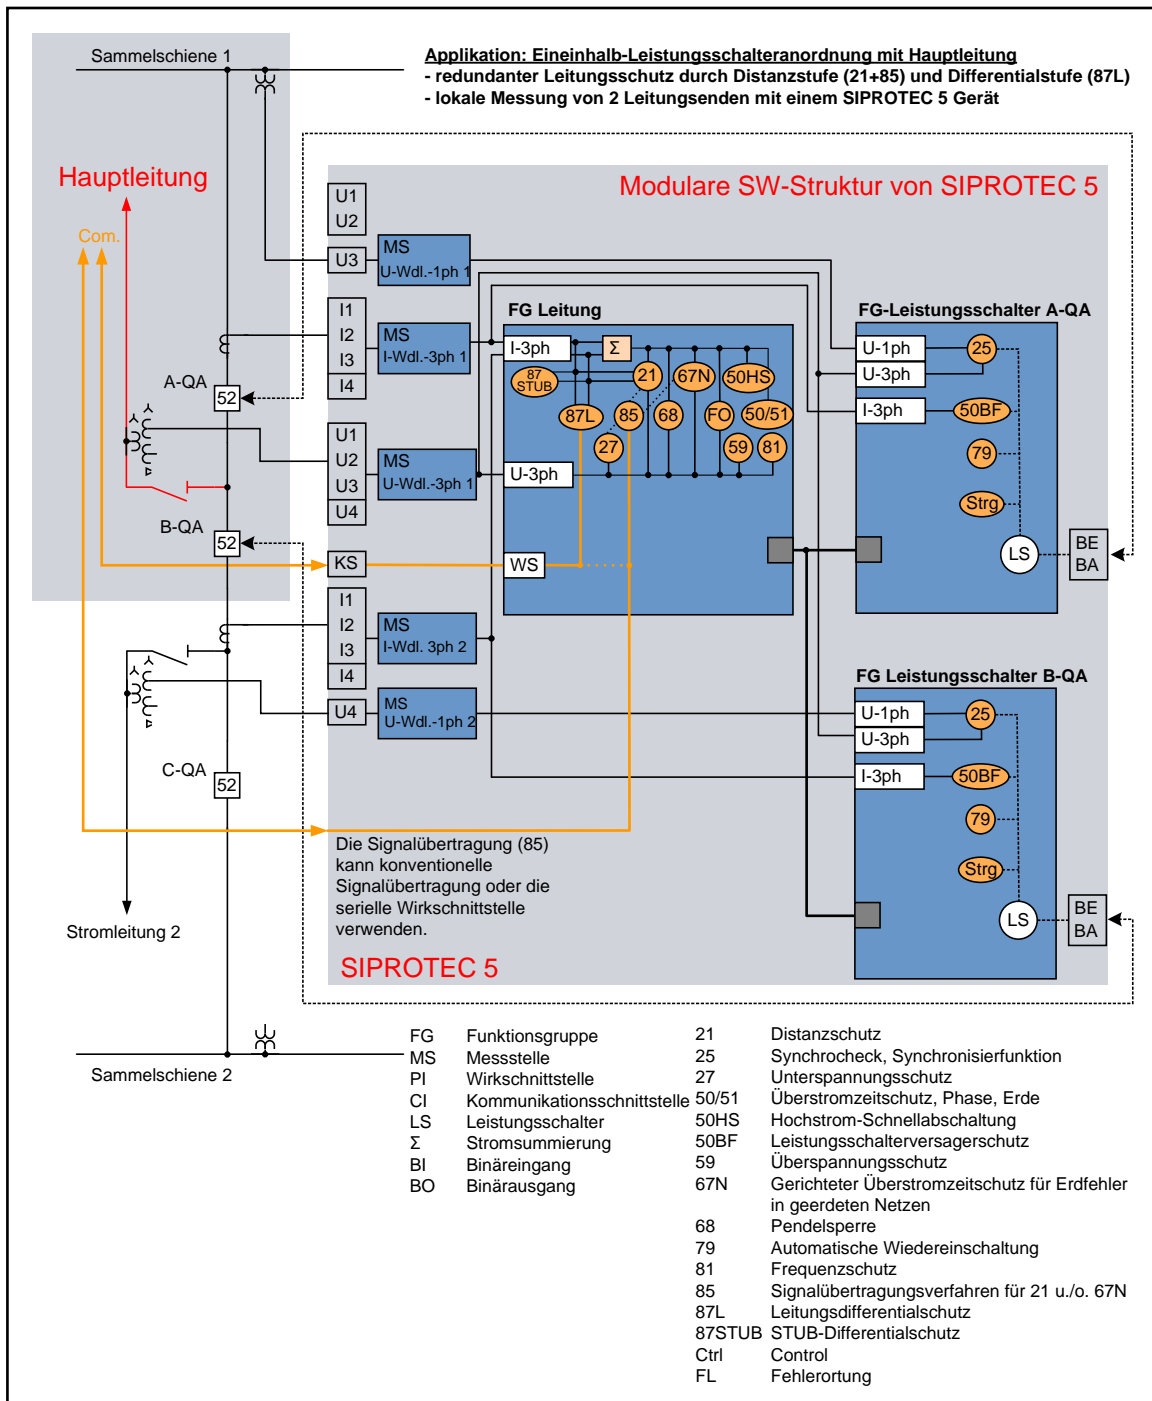 Sammelschiene 1
Applikation: Eineinhalb-Leistungsschalteranordnung mit Hauptleitung
- redundanter Leitungsschutz durch Distanzstufe (21+85) und Differentialstufe (87L)
- lokale Messung von 2 Leitungsenden mit einem SIPROTEC 5 Gerät
Hauptleitung
Com.
Modulare SW-Struktur von SIPROTEC 5
U1
U2
U3
MS
U-Wdl.-1ph 1
I1
I2
I3
I4
MS
I-Wdl.-3ph 1
A-QA
52
U1
U2
U3
U4
MS
U-Wdl.-3ph 1
B-QA
52
KS
I1
I2
I3
I4
MS
I-Wdl. 3ph 2
U4
MS
U-Wdl.-1ph 2
C-QA
52
FG Leitung
I-3ph
Σ
87
STUB
21
67N
50HS
87L
85
68
FO
50/51
27
59
81
U-3ph
WS
FG-Leistungsschalter A-QA
U-1ph
25
U-3ph
I-3ph
50BF
79
Strg
LS
BE
BA
FG Leistungsschalter B-QA
U-1ph
25
U-3ph
I-3ph
50BF
79
Strg
LS
BE
BA
Die Signalübertragung (85)
kann konventionelle
Signalübertragung oder die
serielle Wirkschnittstelle
verwenden.
Stromleitung 2
SIPROTEC 5
Sammelschiene 2
FG Funktionsgruppe
MS Messstelle
PI Wirkschnittstelle
CI Kommunikationsschnittstelle
LS Leistungsschalter
Σ Stromsummierung
BI Binäreingang
BO Binärausgang
21 Distanzschutz
25 Synchrocheck, Synchronisierfunktion
27 Unterspannungsschutz
50/51 Überstromzeitschutz, Phase, Erde
50HS Hochstrom-Schnellabschaltung
50BF Leistungsschalterversagerschutz
59 Überspannungsschutz
67N Gerichteter Überstromzeitschutz für Erdfehler
in geerdeten Netzen
68 Pendelsperre
79 Automatische Wiedereinschaltung
81 Frequenzschutz
85 Signalübertragungsverfahren für 21 u./o. 67N
87L Leitungsdifferentialschutz
87STUB STUB-Differentialschutz
Ctrl Control
FL Fehlerortung